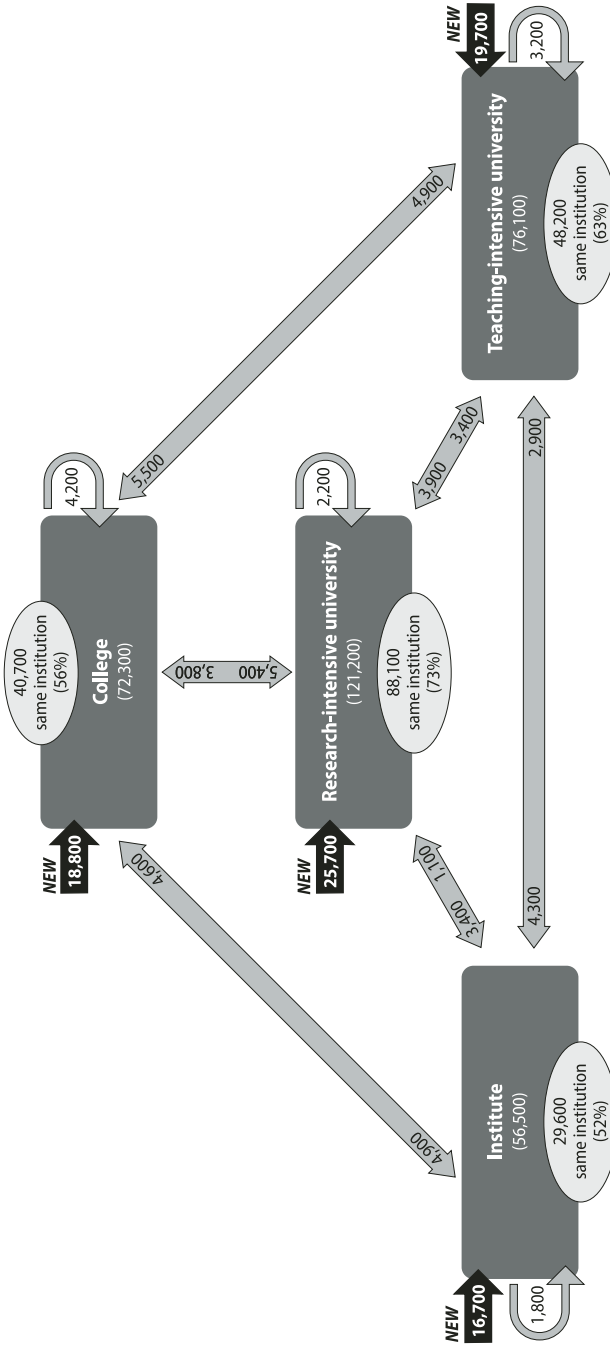 40,700
same institution
(56%)
College
(72,300)
NEW
18,800
4,200
4,600
4,900
3,800
5,400
5,500
4,900
NEW
25,700
Research-intensive university
(121,200)
88,100
same institution
(73%)
2,200
1,100
3,400
3,900
3,400
NEW
16,700
1,800
Institute
(56,500)
29,600
same institution
(52%)
4,300
2,900
Teaching-intensive university
(76,100)
48,200
same institution
(63%)
NEW
19,700
3,200